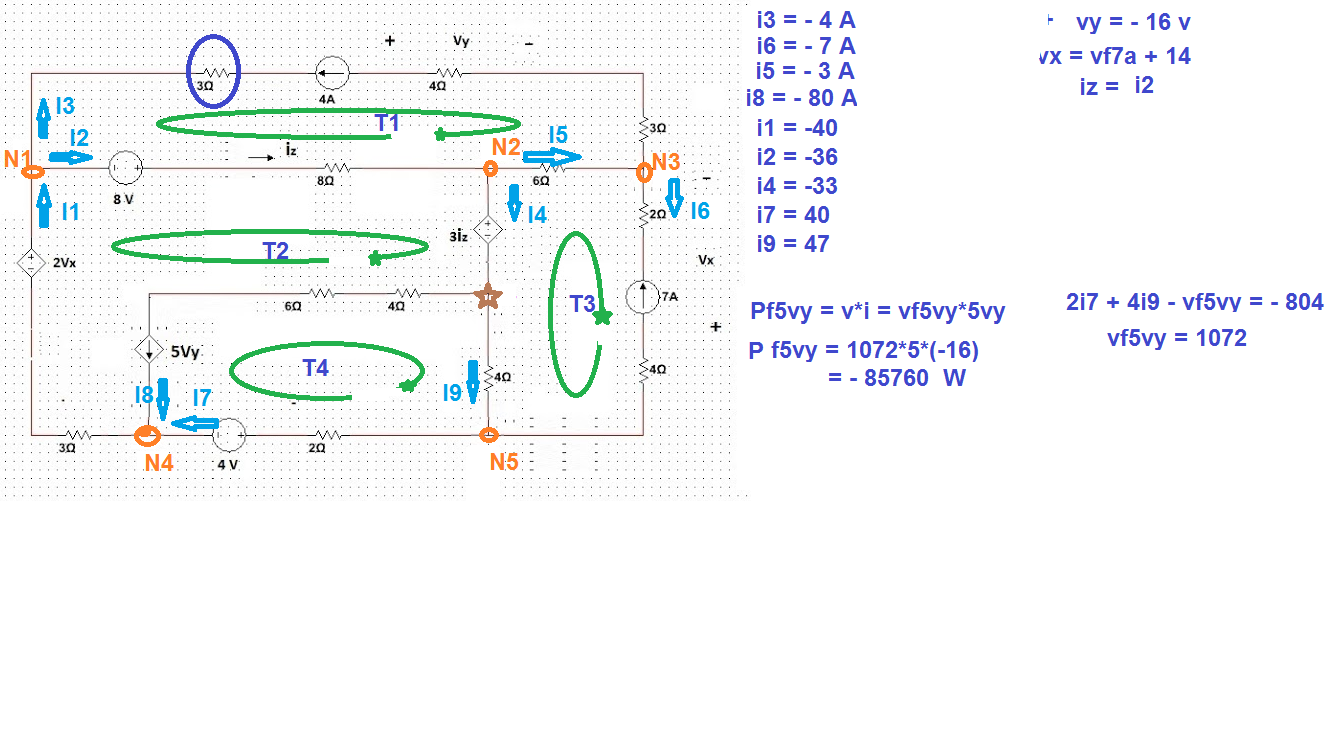 + Vy –
3Ω
4A
4Ω
I3
T1
3Ω
I2
iz
N2
I5
N1
N3
8 V
8Ω
6Ω
I1
I4
2Ω
I6
3iz
2Vx
T2
Vx
6Ω
4Ω
T3
7A
5Vy
T4
+
4Ω
4Ω
I8
I7
I9
3Ω
4 V
2Ω
N4
N5
i3 = - 4 A
i6 = - 7 A
i5 = - 3 A
i8 = - 80 A
i1 = -40
i2 = -36
i4 = -33
i7 = 40
i9 = 47
vy = - 16 v
vx = vf7a + 14
iz = i2
Pf5vy = v*i = vf5vy*5vy
P f5vy = 1072*5*(-16)
= - 85760 W
2i7 + 4i9 - vf5vy = - 804
vf5vy = 1072